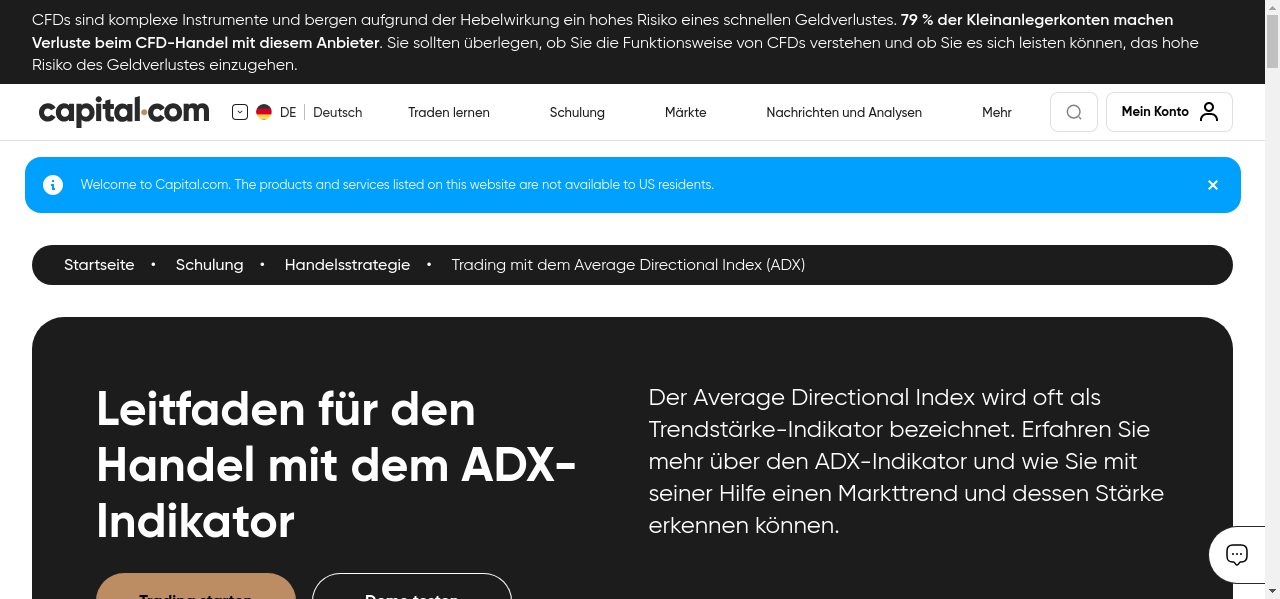 CFDs sind komplexe Instrumente und bergen aufgrund der Hebelwirkung ein hohes Risiko eines schnellen Geldverlustes. 79 % der Kleinanlegerkonten machen
Verluste beim CFD-Handel mit diesem Anbieter. Sie sollten überlegen, ob Sie die Funktionsweise von CFDs verstehen und ob Sie es sich leisten können, das hohe
Risiko des Geldverlustes einzugehen.
capital.com DE Deutsch Traden lernen Schulung Märkte Nachrichten und Analysen Mehr Mein Konto
Welcome to Capital.com. The products and services listed on this website are not available to US residents.
Startseite • Schulung • Handelsstrategie • Trading mit dem Average Directional Index (ADX)
Leitfaden für den
Handel mit dem ADX-
Indikator
Der Average Directional Index wird oft als
Trendstärke-Indikator bezeichnet. Erfahren Sie
mehr über den ADX-Indikator und wie Sie mit
seiner Hilfe einen Markttrend und dessen Stärke
erkennen können.
Trading starten Demo testen